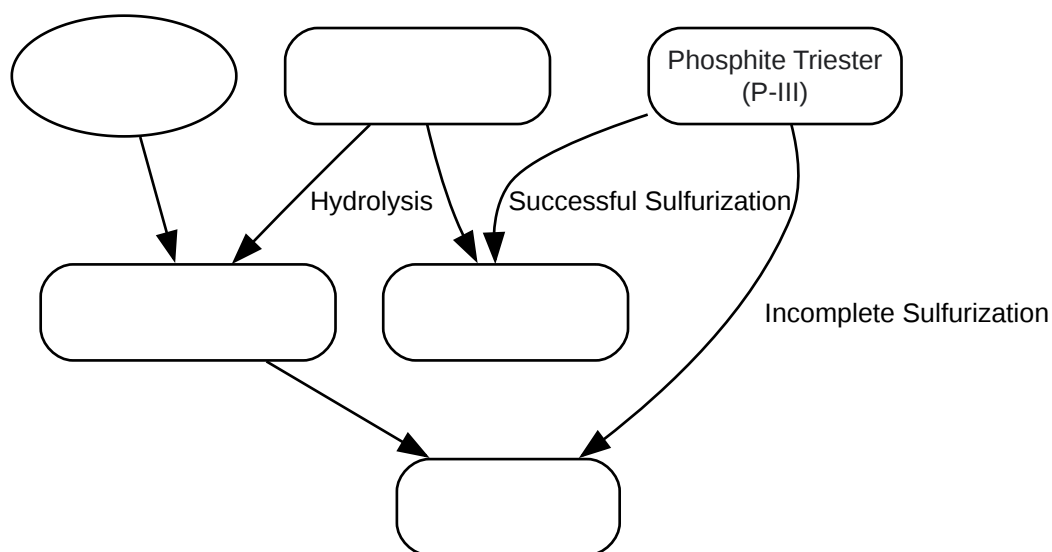 Phosphite Triester
(P-III)
Hydrolysis
Successful Sulfurization
Incomplete Sulfurization